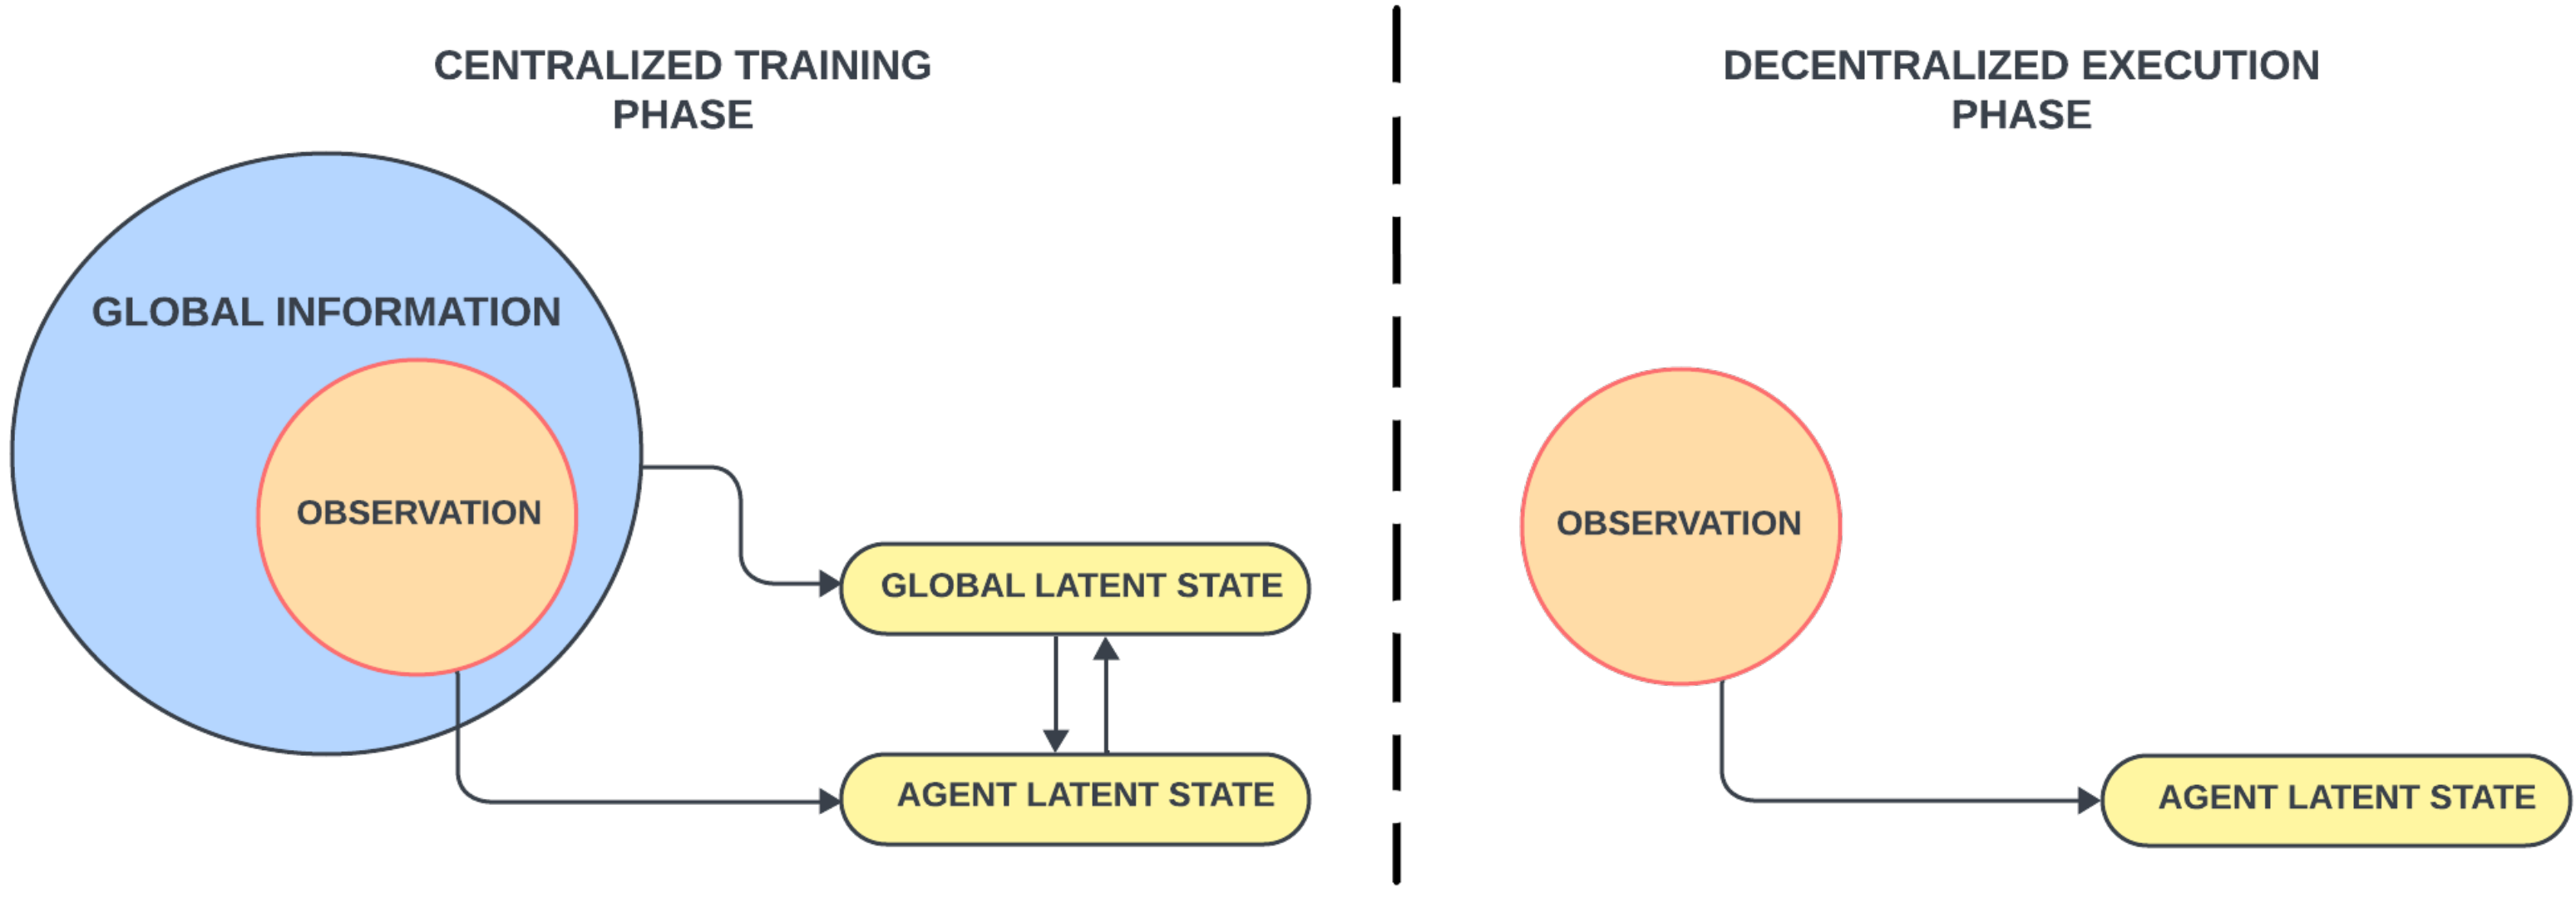 CENTRALIZED TRAINING
PHASE
GLOBAL INFORMATION
OBSERVATION
GLOBAL LATENT STATE
AGENT LATENT STATE
DECENTRALIZED EXECUTION
PHASE
OBSERVATION
AGENT LATENT STATE